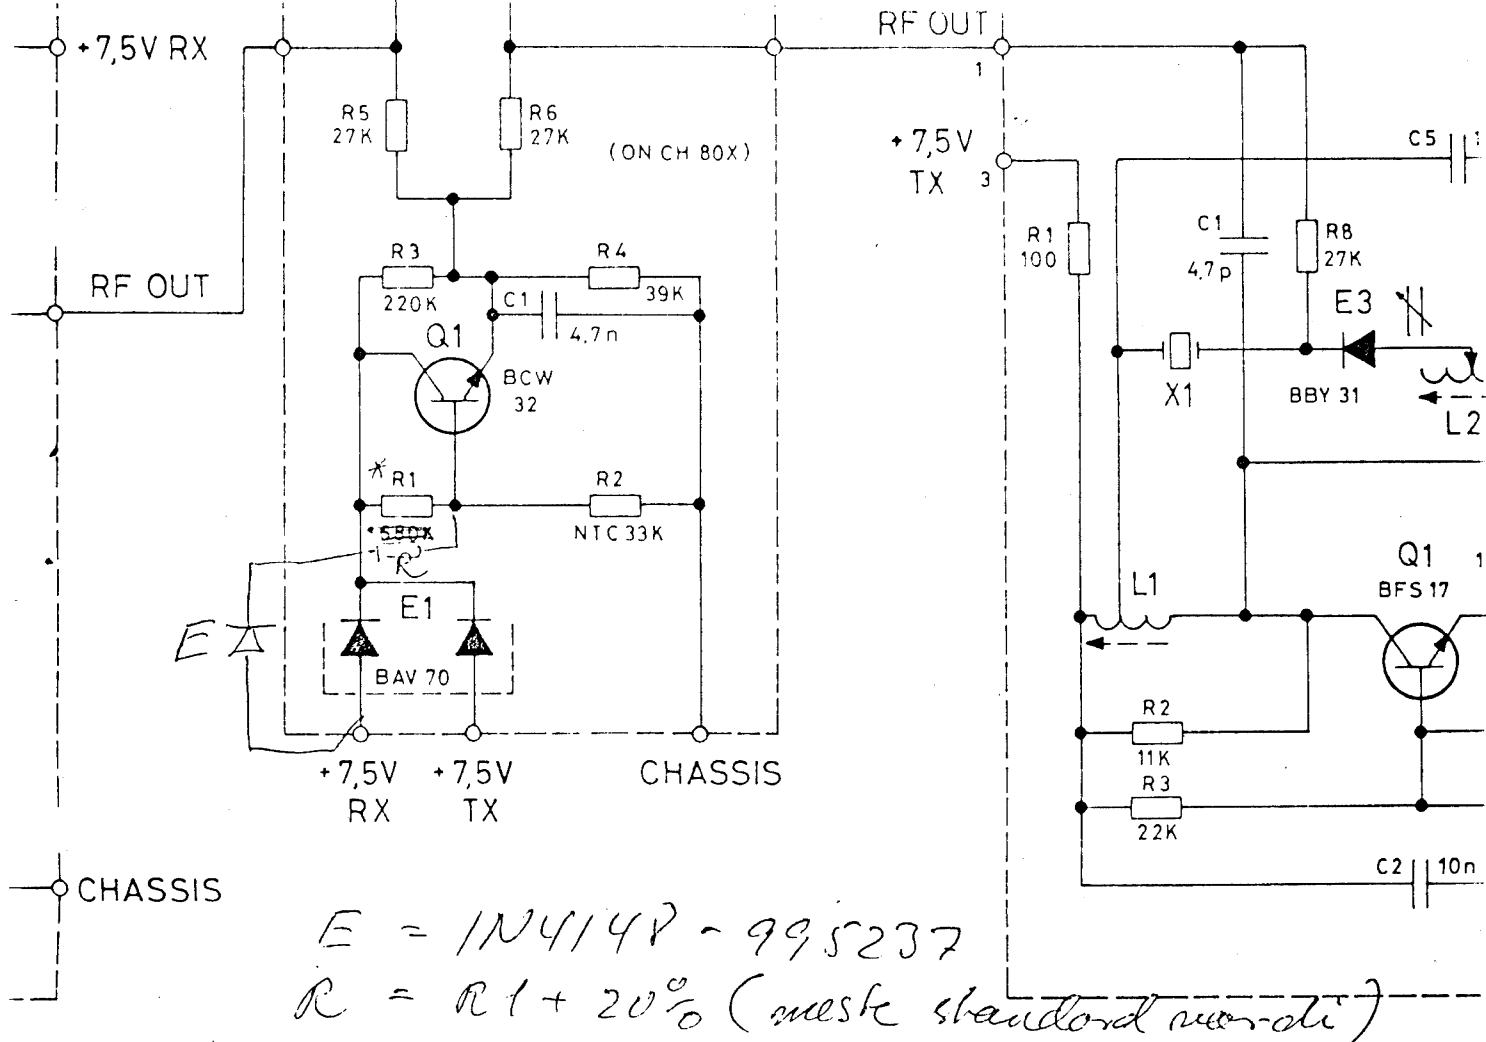 +7,5V RX
RF OUT
CHASSIS
R5
27K
R6
27K
(ON CH 80X)
R3
220K
R4
39K
C1
4,7n
Q1
BCW
32
* R1
R
R2
NTC 33K
E1
BAV 70
E
+7,5V
RX
+7,5V
TX
CHASSIS
RF OUT
1
+7,5V
TX 3
R1
100
C5
C1
4,7p
R8
27K
E3
X1
BBY 31
L2
L1
Q1
BFS 17
1
R2
11K
R3
22K
C2 10n
E = 1N4148 - 995237
R = R1 + 20% (
standard